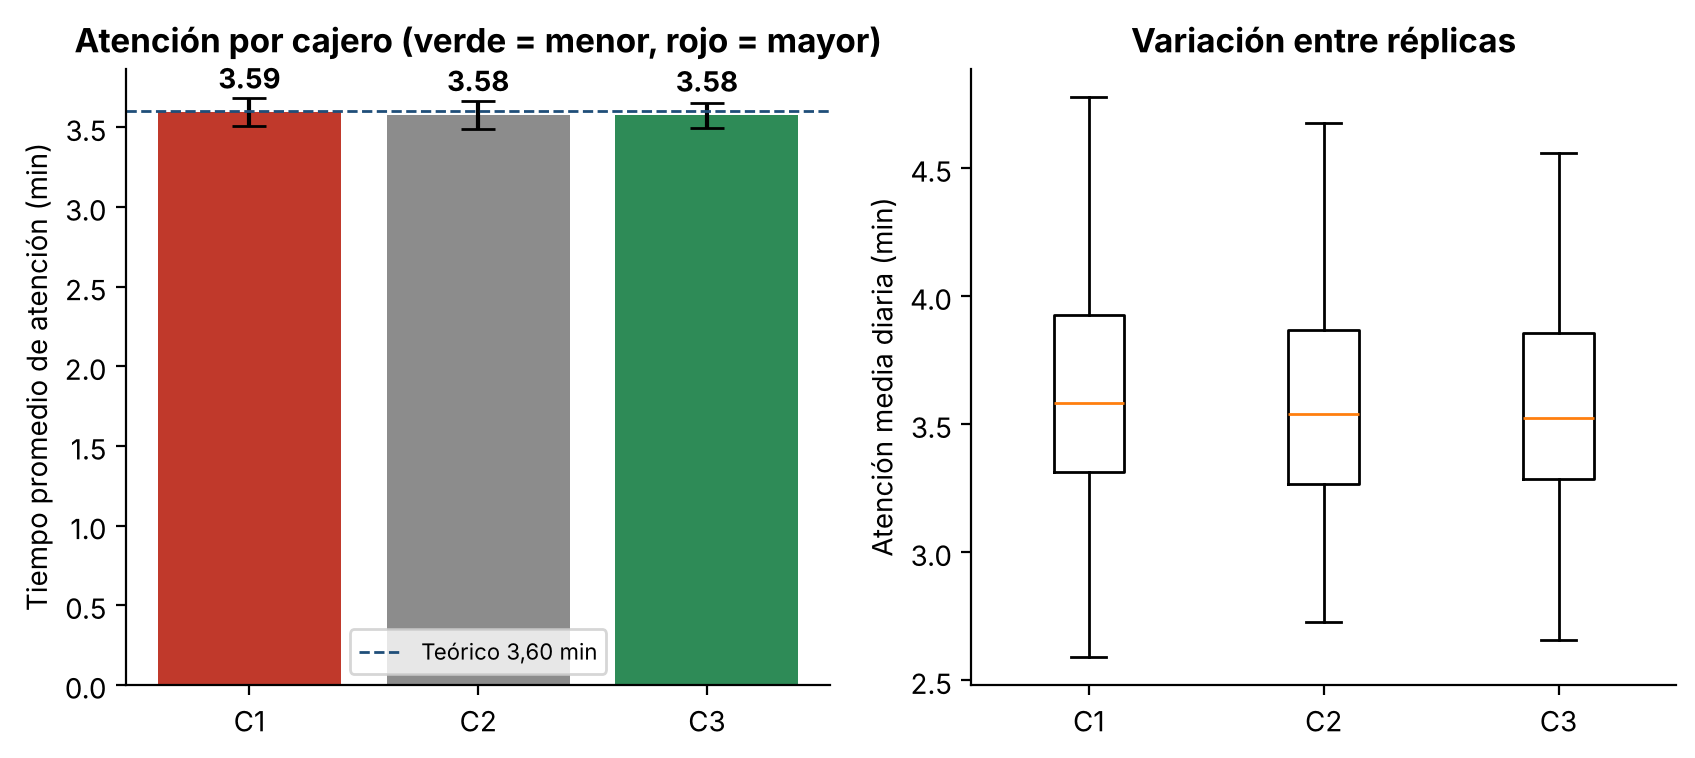 Atención por cajero (verde = menor, rojo = mayor)
3.59
3.58
3.58
Tiempo promedio de atención (min)
3.5
3.0
2.5
2.0
1.5
1.0
0.5
0.0
Teórico 3,60 min
C1
C2
C3
Variación entre réplicas
Atención media diaria (min)
4.5
4.0
3.5
3.0
2.5
C1
C2
C3